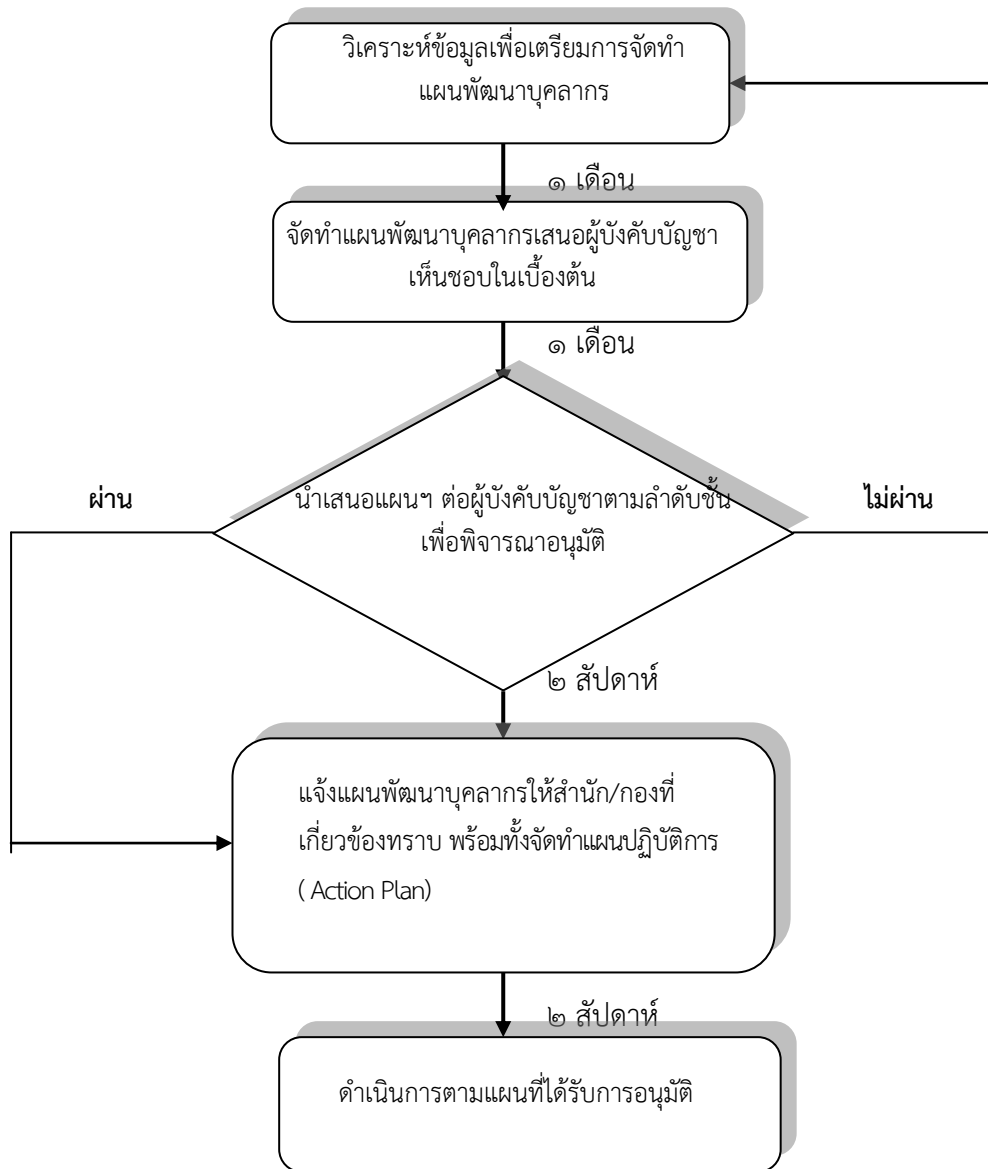 วิเคราะห์ข้อมูลเพื่อเตรียมการจัดทำ
แผนพัฒนาบุคลากร
๑ เดือน
จัดทำแผนพัฒนาบุคลากรเสนอผู้บังคับบัญชา
เห็นชอบในเบื้องต้น
๑ เดือน
ผ่าน
นำเสนอแผนฯ ต่อผู้บังคับบัญชาตามลำดับชั้น
เพื่อพิจารณาอนุมัติ
ไม่ผ่าน
๒ สัปดาห์
แจ้งแผนพัฒนาบุคลากรให้สำนัก/กองที่
เกี่ยวข้องทราบ พร้อมทั้งจัดทำแผนปฏิบัติการ
( Action Plan)
๒ สัปดาห์
ดำเนินการตามแผนที่ได้รับการอนุมัติ